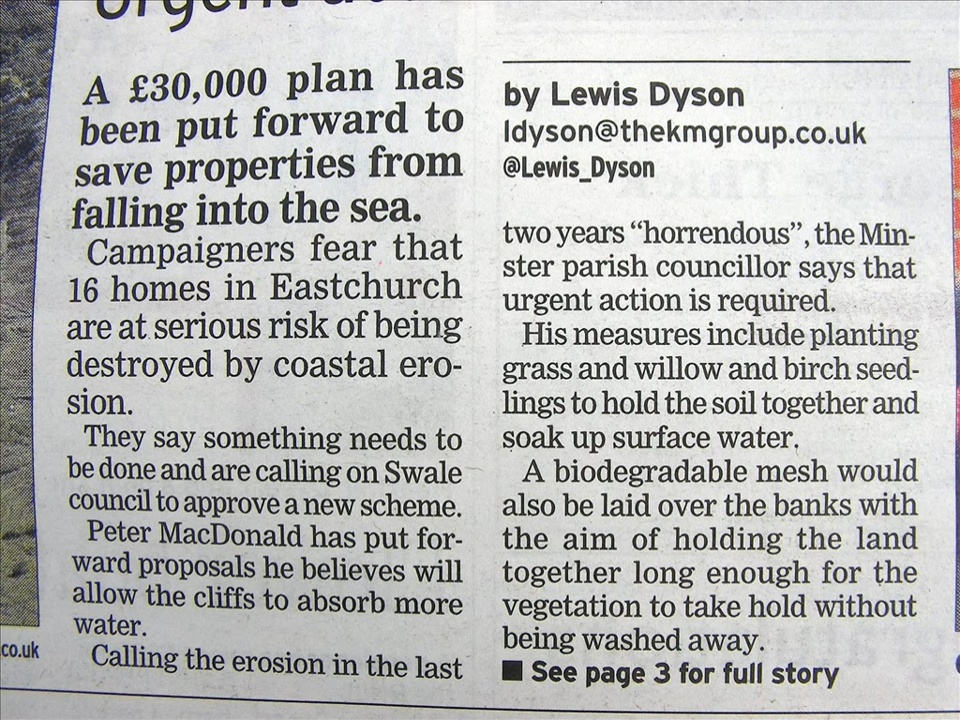 Urgent
A £30,000 plan has
been put forward to
save properties from
falling into the sea.
Campaigners fear that
16 homes in Eastchurch
are at serious risk of being
destroyed by coastal ero-
sion.
They say something needs to
be done and are calling on Swale
council to approve a new scheme.
Peter MacDonald has put for-
ward proposals he believes will
allow the cliffs to absorb more
water.
Calling the erosion in the last
by Lewis Dyson
ldyson@thekmgroup.co.uk
@Lewis_Dyson
two years “horrendous”, the Min-
ster parish councillor says that
urgent action is required.
His measures include planting
grass and willow and birch seed-
lings to hold the soil together and
soak up surface water.
A biodegradable mesh would
also be laid over the banks with
the aim of holding the land
together long enough for the
vegetation to take hold without
being washed away.
■ See page 3 for full story
co.uk